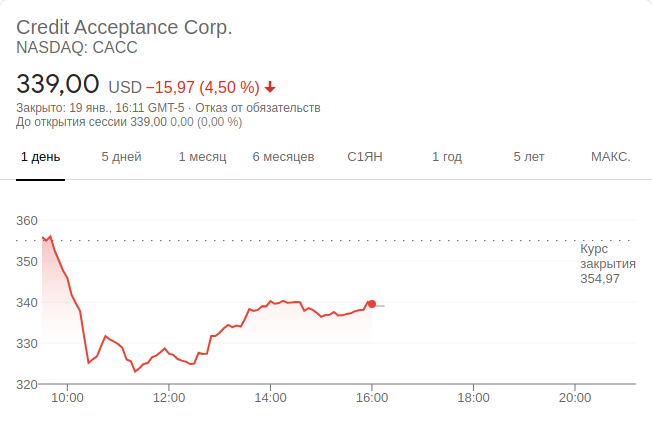 Credit Acceptance Corp.
NASDAQ: CACC
339,00 USD −15,97 (4,50 %)
Закрыто: 19 янв., 16:11 GMT-5 · Отказ от обязательств
До открытия сессии 339,00 0,00 (0,00 %)
1 день 5 дней 1 месяц 6 месяцев С1ЯН 1 год 5 лет МАКС.
360
Курс
закрытия
354,97
350
340
330
320
10:00 12:00 14:00 16:00 18:00 20:00